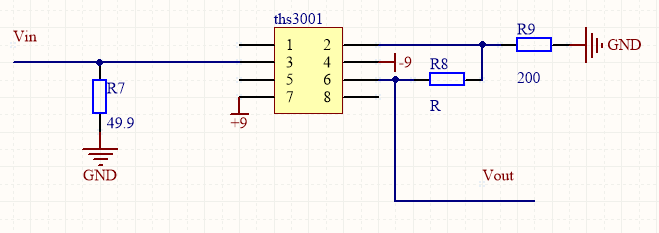 ths3001
Vin
1 2
3 4
5 6
7 8
R9
GND
-9
R8
200
R7
R
49.9
+9
GND
Vout